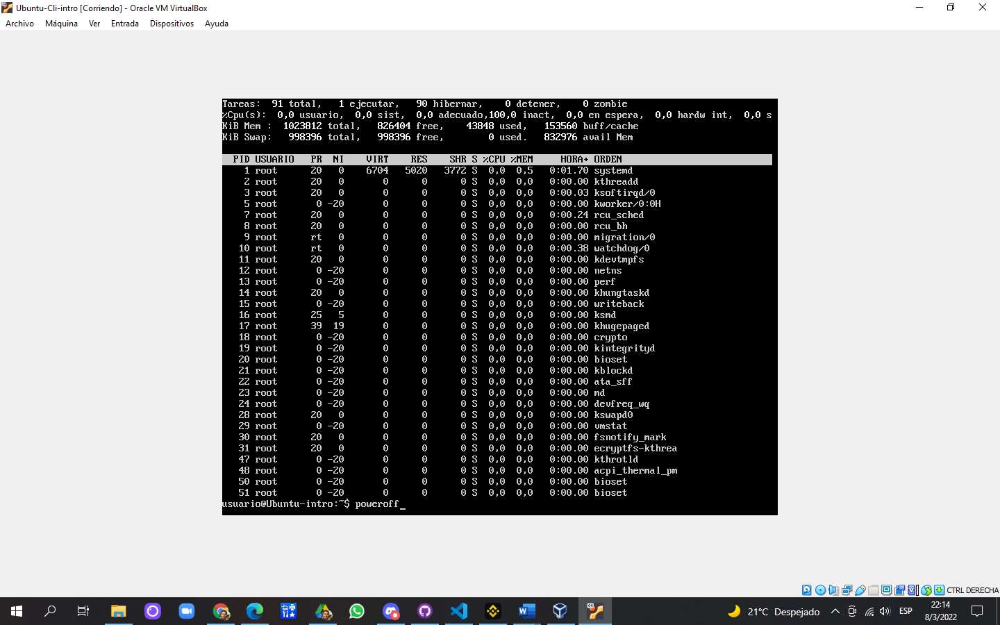 Ubuntu-Cli-intro [Corriendo] - Oracle VM VirtualBox
Archivo Máquina Ver Entrada Dispositivos Ayuda
Tareas: 91 total, 1 ejecutar, 90 hibernar, 0 detener, 0 zombie
%Cpu(s): 0,0 usuario, 0,0 sist, 0,0 adecuado,100,0 inact, 0,0 en espera, 0,0 hardw int, 0,0 s
KiB Mem : 1023812 total, 826404 free, 43848 used, 153560 buff/cache
KiB Swap: 998396 total, 998396 free, 0 used. 832976 avail Mem
PID USUARIO PR NI VIRT RES SHR S %CPU %MEM HORA+ ORDEN
1 root 20 0 6704 5020 3772 S 0,0 0,5 0:01.70 systemd
2 root 20 0 0 0 0 S 0,0 0,0 0:00.00 kthreadd
3 root 20 0 0 0 0 S 0,0 0,0 0:00.03 ksoftirqd/0
5 root 0 -20 0 0 0 S 0,0 0,0 0:00.00 kworker/0:0H
7 root 20 0 0 0 0 S 0,0 0,0 0:00.24 rcu_sched
8 root 20 0 0 0 0 S 0,0 0,0 0:00.00 rcu_bh
9 root rt 0 0 0 0 S 0,0 0,0 0:00.00 migration/0
10 root rt 0 0 0 0 S 0,0 0,0 0:00.38 watchdog/0
11 root 20 0 0 0 0 S 0,0 0,0 0:00.00 kdevtmpfs
12 root 0 -20 0 0 0 S 0,0 0,0 0:00.00 netns
13 root 0 -20 0 0 0 S 0,0 0,0 0:00.00 perf
14 root 20 0 0 0 0 S 0,0 0,0 0:00.00 khungtaskd
15 root 0 -20 0 0 0 S 0,0 0,0 0:00.00 writeback
16 root 25 5 0 0 0 S 0,0 0,0 0:00.00 ksmd
17 root 39 19 0 0 0 S 0,0 0,0 0:00.00 khugepaged
18 root 0 -20 0 0 0 S 0,0 0,0 0:00.00 crypto
19 root 0 -20 0 0 0 S 0,0 0,0 0:00.00 kintegrityd
20 root 0 -20 0 0 0 S 0,0 0,0 0:00.00 bioset
21 root 0 -20 0 0 0 S 0,0 0,0 0:00.00 kblockd
22 root 0 -20 0 0 0 S 0,0 0,0 0:00.00 ata_sff
23 root 0 -20 0 0 0 S 0,0 0,0 0:00.00 md
24 root 0 -20 0 0 0 S 0,0 0,0 0:00.00 devfreq_wq
28 root 20 0 0 0 0 S 0,0 0,0 0:00.00 kswapd0
29 root 0 -20 0 0 0 S 0,0 0,0 0:00.00 vmstat
30 root 20 0 0 0 0 S 0,0 0,0 0:00.00 fsnotify_mark
31 root 20 0 0 0 0 S 0,0 0,0 0:00.00 ecryptfs-kthrea
47 root 0 -20 0 0 0 S 0,0 0,0 0:00.00 kthrotld
48 root 0 -20 0 0 0 S 0,0 0,0 0:00.00 acpi_thermal_pm
50 root 0 -20 0 0 0 S 0,0 0,0 0:00.00 bioset
51 root 0 -20 0 0 0 S 0,0 0,0 0:00.00 bioset
usuario@Ubuntu-intro:~$ poweroff_
CTRL DERECHA
21°C Despejado ESP 22:14
8/3/2022